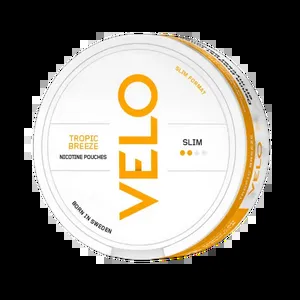 SLIM FORMAT
TROPIC
BREEZE
NICOTINE POUCHES
VELO
SLIM
BORN IN SWEDEN